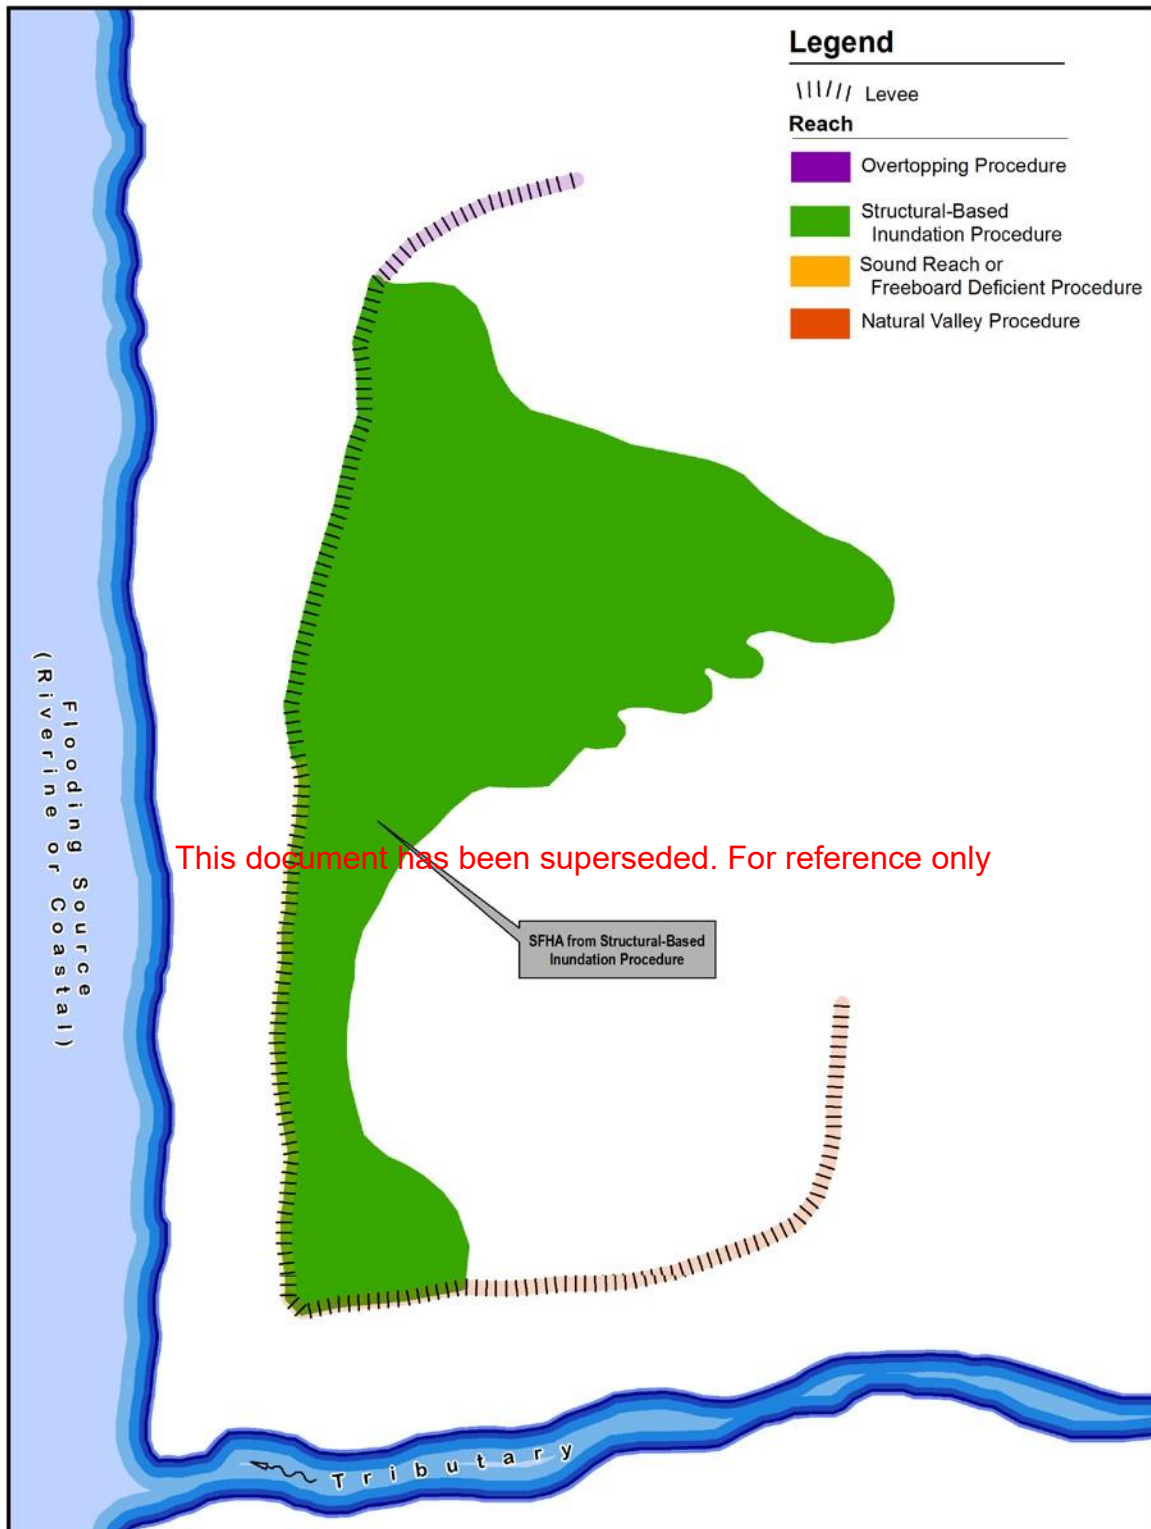 Legend
Levee
Reach
Overtopping Procedure
Structural-Based
Inundation Procedure
Sound Reach or
Freeboard Deficient Procedure
Natural Valley Procedure
Flooding Source
(Riverine or Coastal)
This document has been superseded. For reference only
SFHA from Structural-Based
Inundation Procedure
Tributary